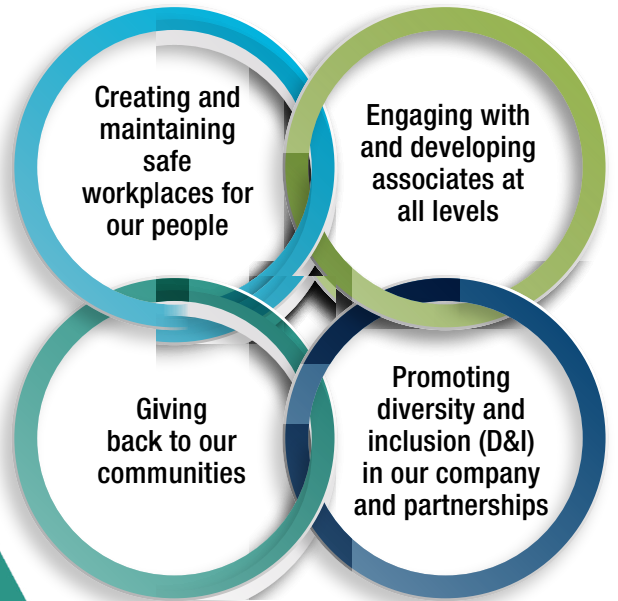 Creating and
maintaining
safe
workplaces for
our people
Engaging with
and developing
associates at
all levels
Giving
back to our
communities
Promoting
diversity and
inclusion (D&I)
in our company
and partnerships